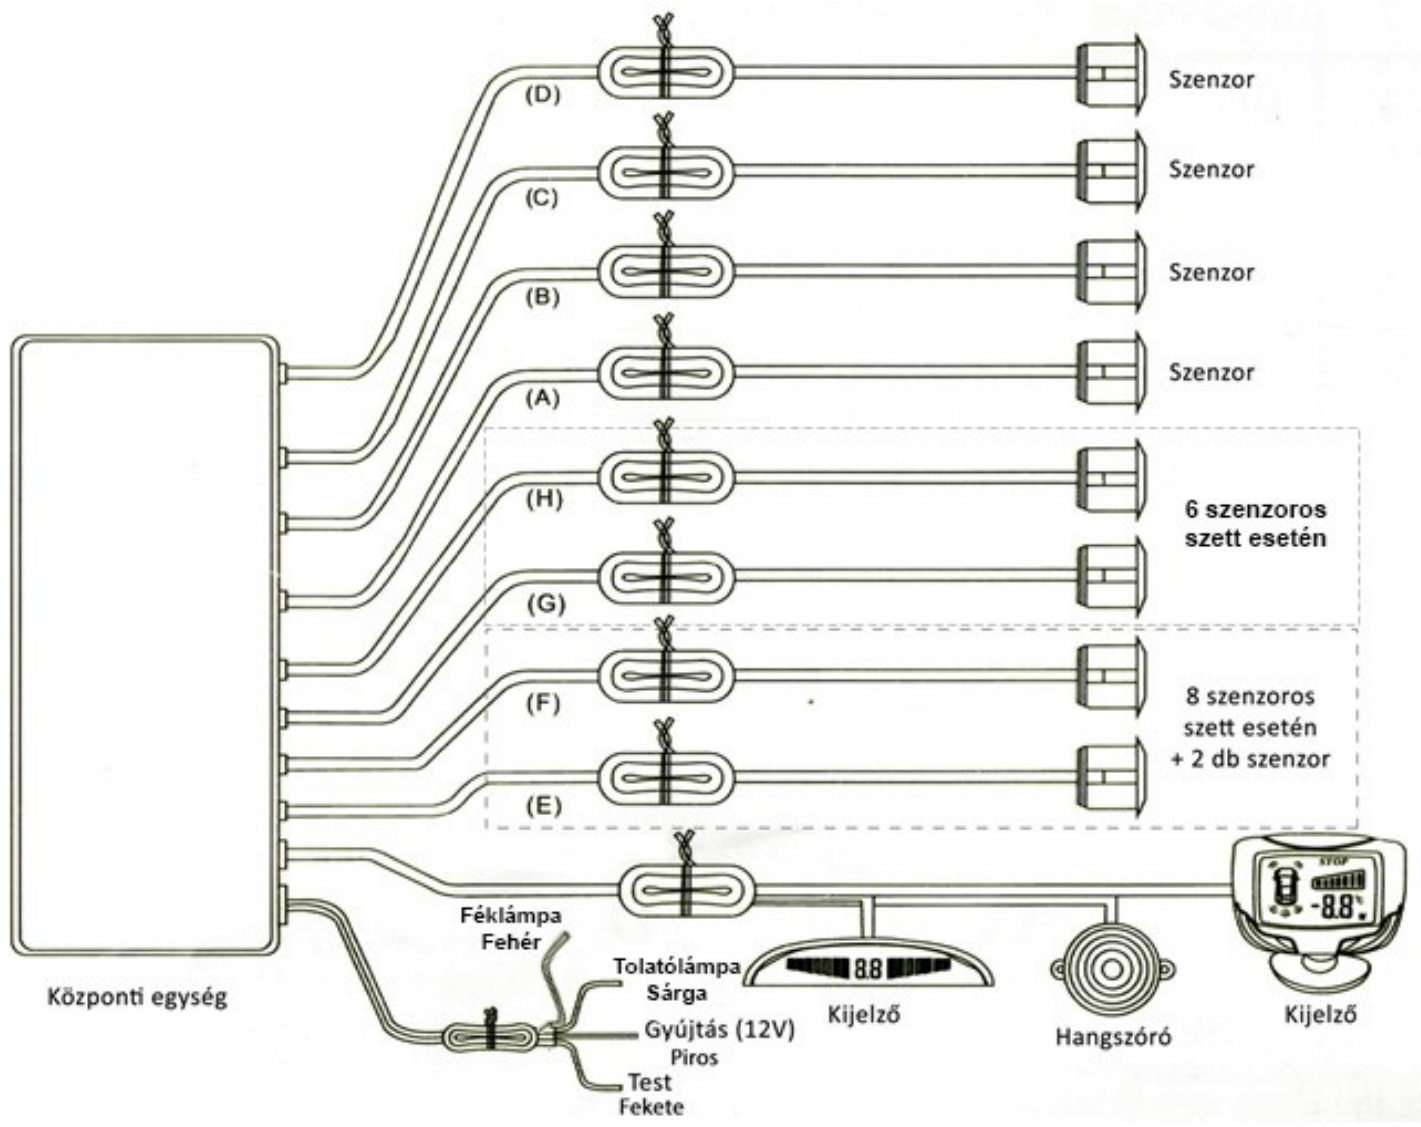 (D)
Szenzor
(C)
Szenzor
(B)
Szenzor
(A)
Szenzor
(H)
6 szenzoros
szett esetén
(G)
(F)
8 szenzoros
szett esetén
+ 2 db szenzor
(E)
STOP
-8.8
Féklámpa
Fehér
Tolatólámpa
Sárga
8.8
Központi egység
Kijelző
Kijelző
Gyújtás (12V)
Piros
Hangszóró
Test
Fekete